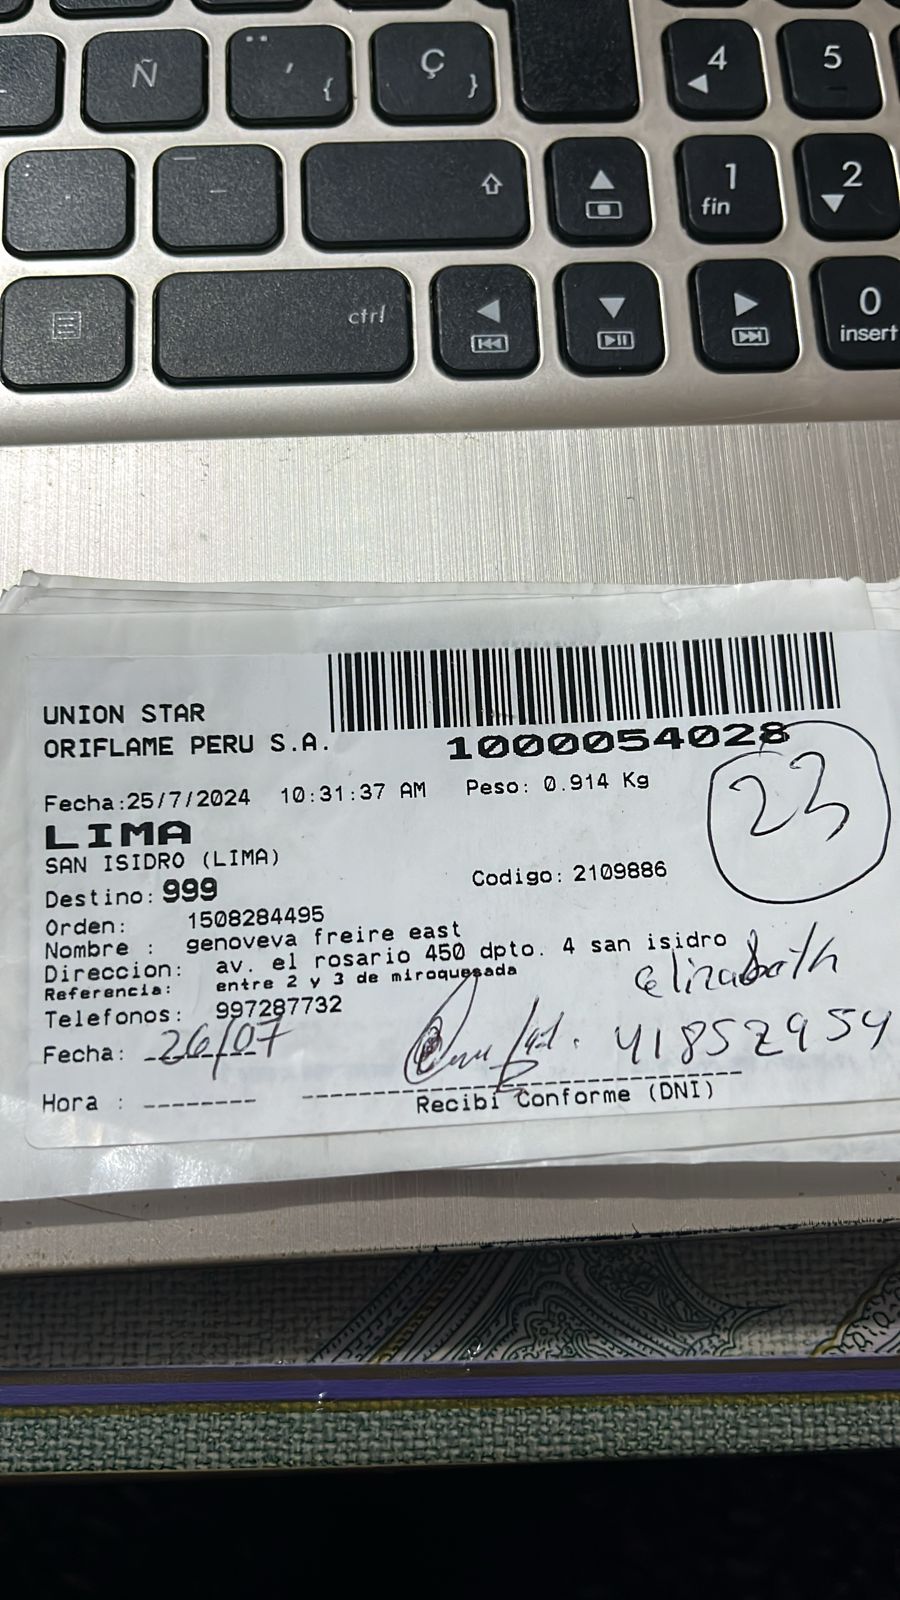 Ñ
{
Ç }
4
5
1
fin
2
ctrl
0
insert
UNION STAR
ORIFLAME PERU S.A.
1000054028
Fecha:25/7/2024 10:31:37 AM Peso: 0.914 Kg
23
LIMA
SAN ISIDRO (LIMA)
Destino: 999
Codigo: 2109886
Orden: 1508284495
Nombre : genoveva freire east
Direccion: av. el rosario 450 dpto. 4 san isidro
Referencia: entre 2 y 3 de miroquesada
elizabeth
Telefonos: 997287732
Fecha: 26/07
41852954
Hora :
Recibi Conforme (DNI)